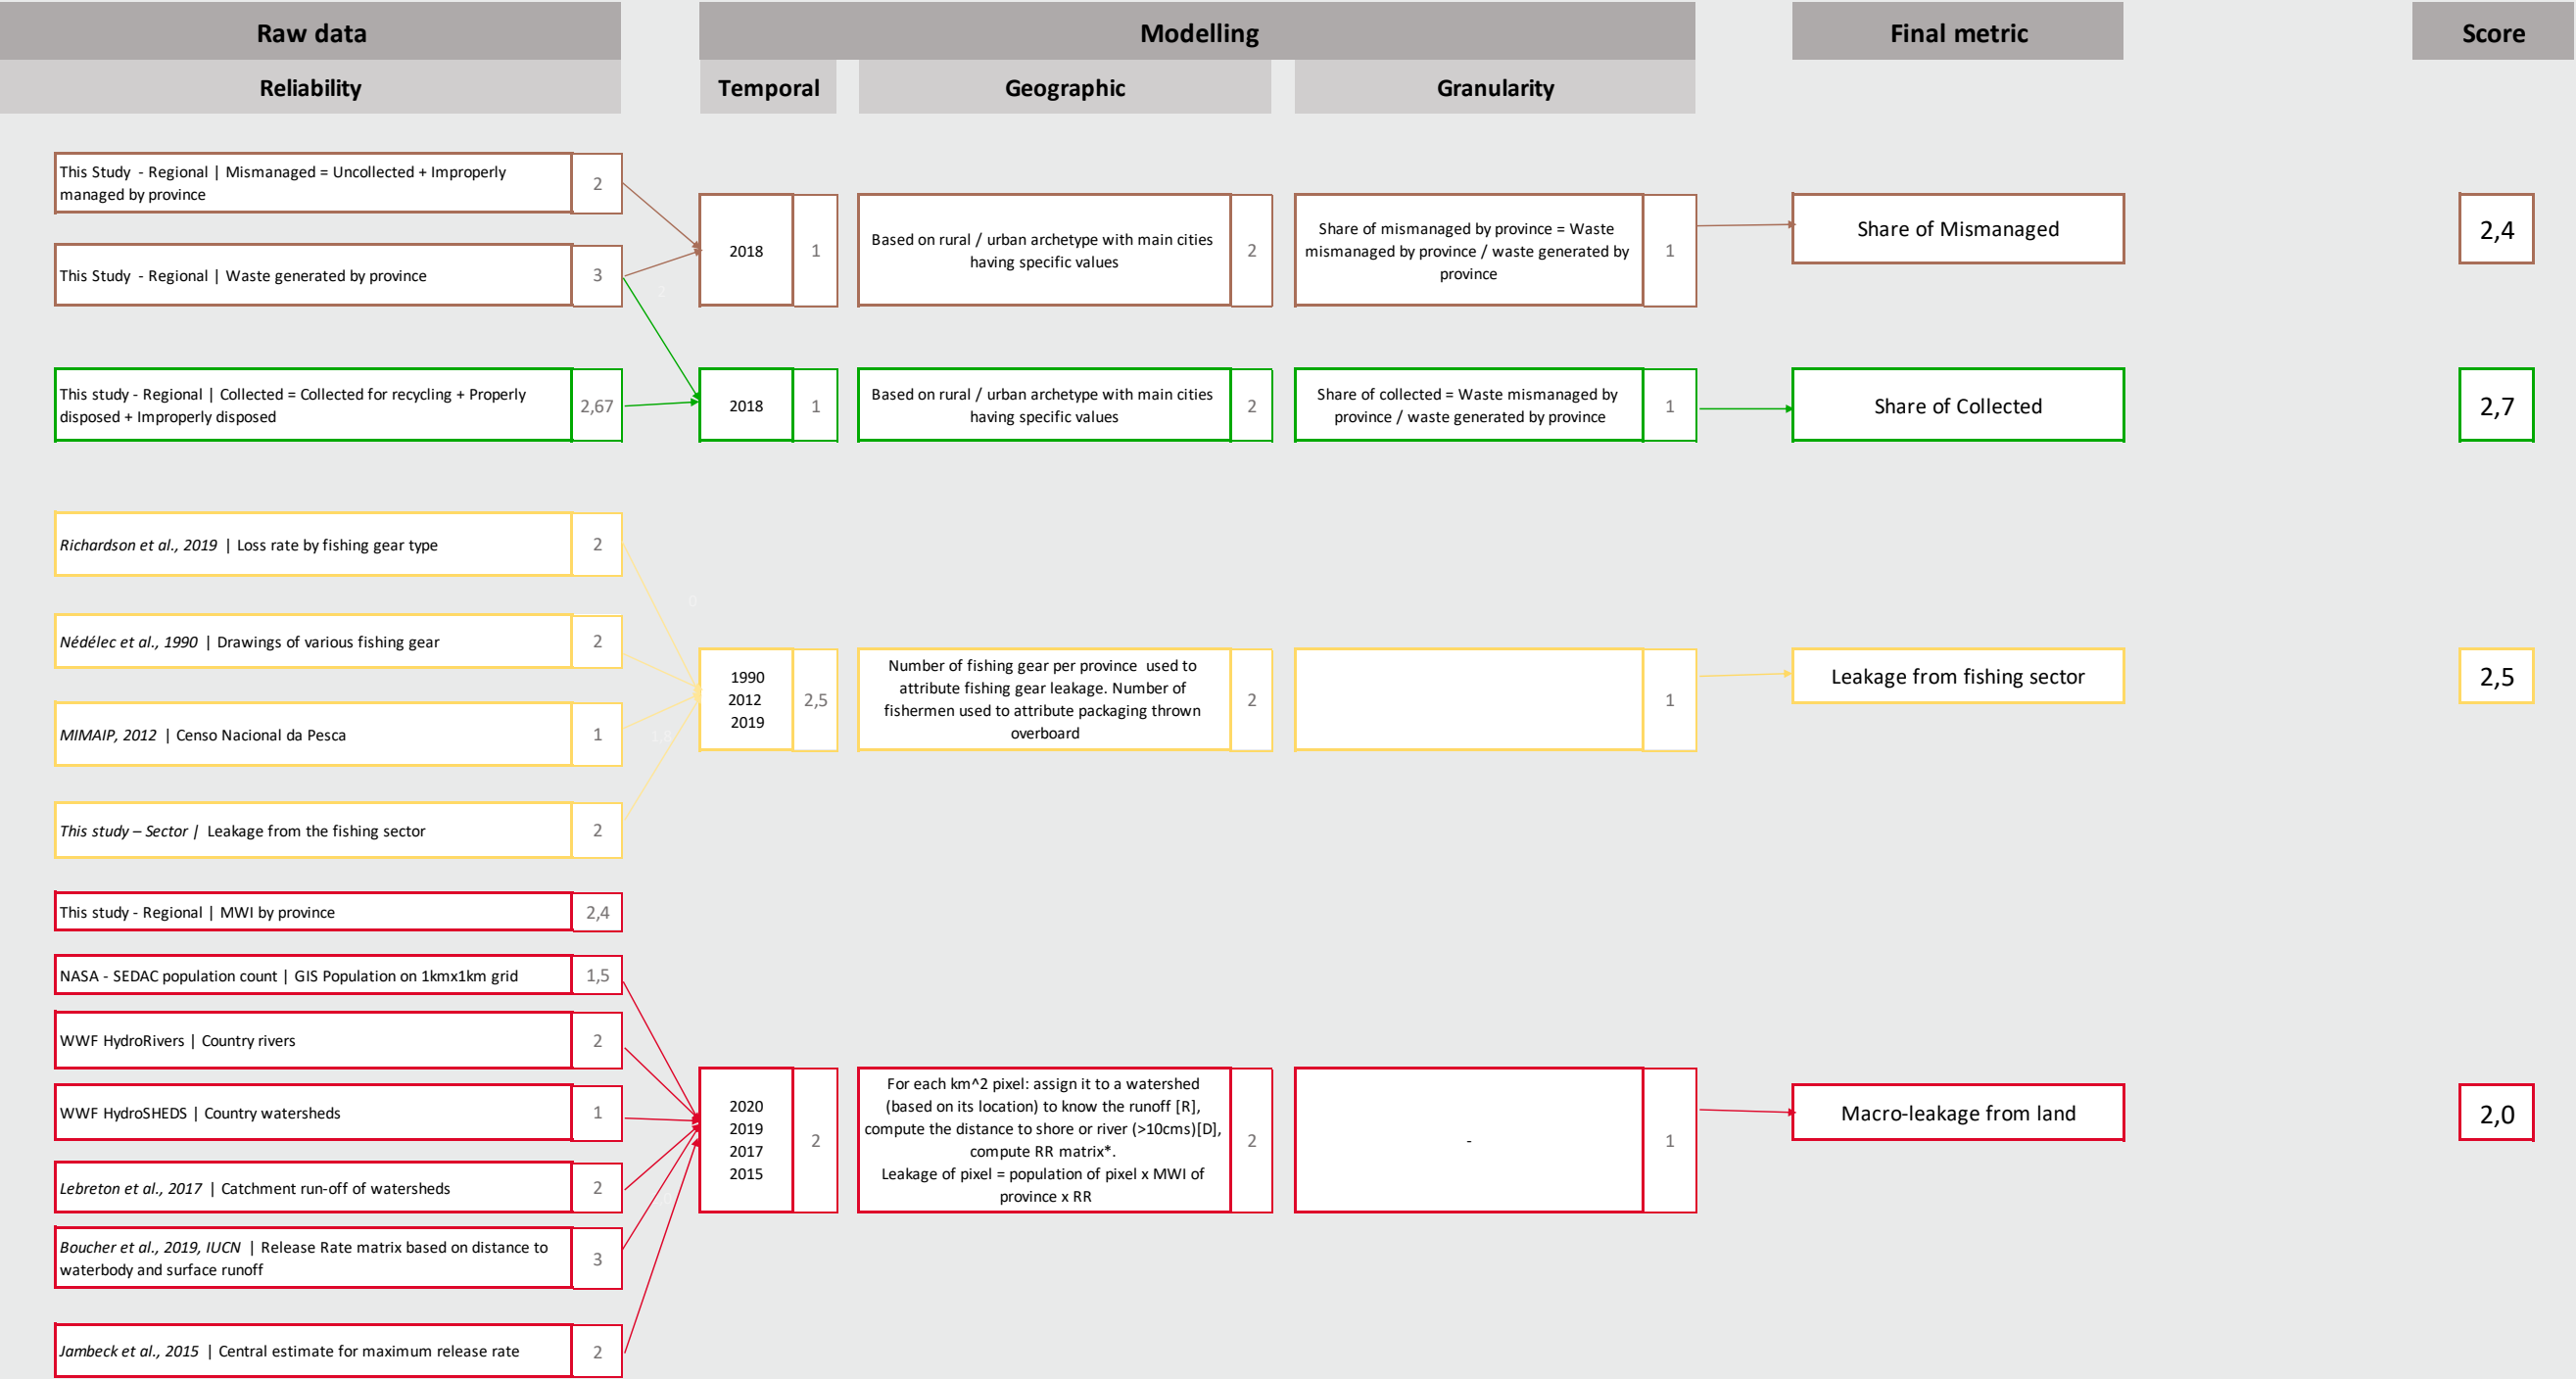 Raw data
Modelling
Final metric
Score
Reliability
Temporal
Geographic
Granularity
This Study - Regional | Mismanaged = Uncollected + Improperly
managed by province
2
This Study - Regional | Waste generated by province
3
2018
1
Based on rural / urban archetype with main cities
having specific values
2
Share of mismanaged by province = Waste
mismanaged by province / waste generated by
province
1
Share of Mismanaged
2,4
2
This study - Regional | Collected = Collected for recycling + Properly
disposed + Improperly disposed
2,67
2018
1
Based on rural / urban archetype with main cities
having specific values
2
Share of collected = Waste mismanaged by
province / waste generated by province
1
Share of Collected
2,7
Richardson et al., 2019 | Loss rate by fishing gear type
2
0
Nédélec et al., 1990 | Drawings of various fishing gear
2
MIMAIP, 2012 | Censo Nacional da Pesca
1
1,8
This study – Sector | Leakage from the fishing sector
2
1990
2012
2019
2,5
Number of fishing gear per province used to
attribute fishing gear leakage. Number of
fishermen used to attribute packaging thrown
overboard
2
1
Leakage from fishing sector
2,5
This study - Regional | MWI by province
2,4
NASA - SEDAC population count | GIS Population on 1kmx1km grid
1,5
WWF HydroRivers | Country rivers
2
WWF HydroSHEDS | Country watersheds
1
Lebreton et al., 2017 | Catchment run-off of watersheds
2
Boucher et al., 2019, IUCN | Release Rate matrix based on distance to
waterbody and surface runoff
3
Jambeck et al., 2015 | Central estimate for maximum release rate
2
2020
2019
2017
2015
2
For each km^2 pixel: assign it to a watershed
(based on its location) to know the runoff [R],
compute the distance to shore or river (>10cms)[D],
compute RR matrix*.
Leakage of pixel = population of pixel x MWI of
province x RR
2
-
1
Macro-leakage from land
2,0